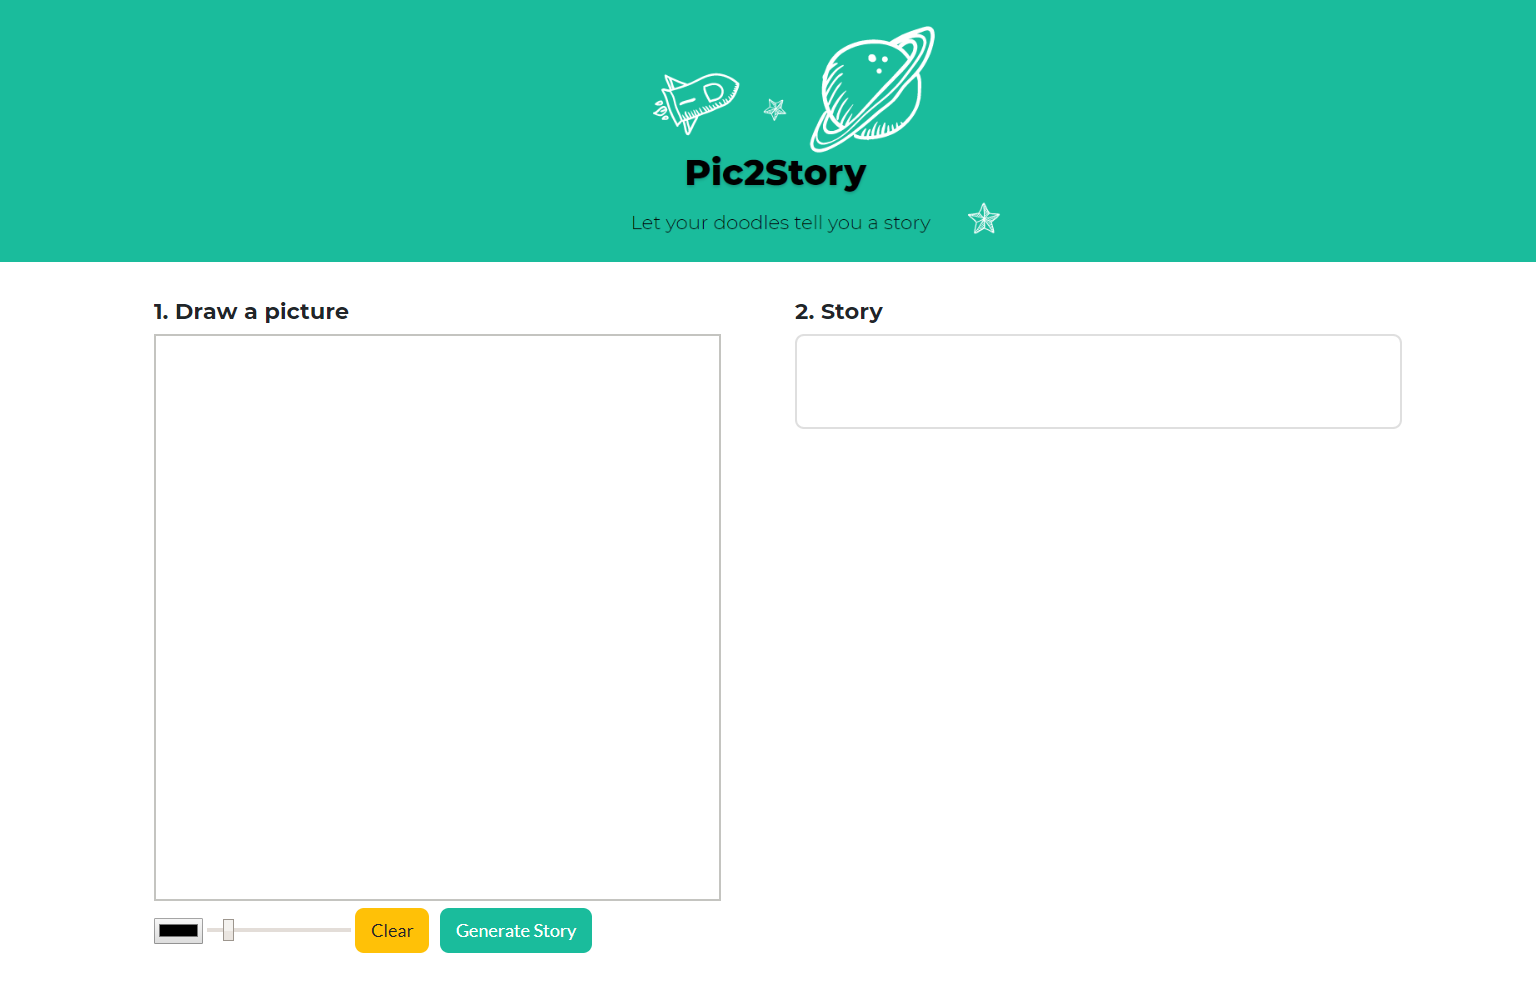 Pic2Story
Let your doodles tell you a story
1. Draw a picture
2. Story
Clear
Generate Story